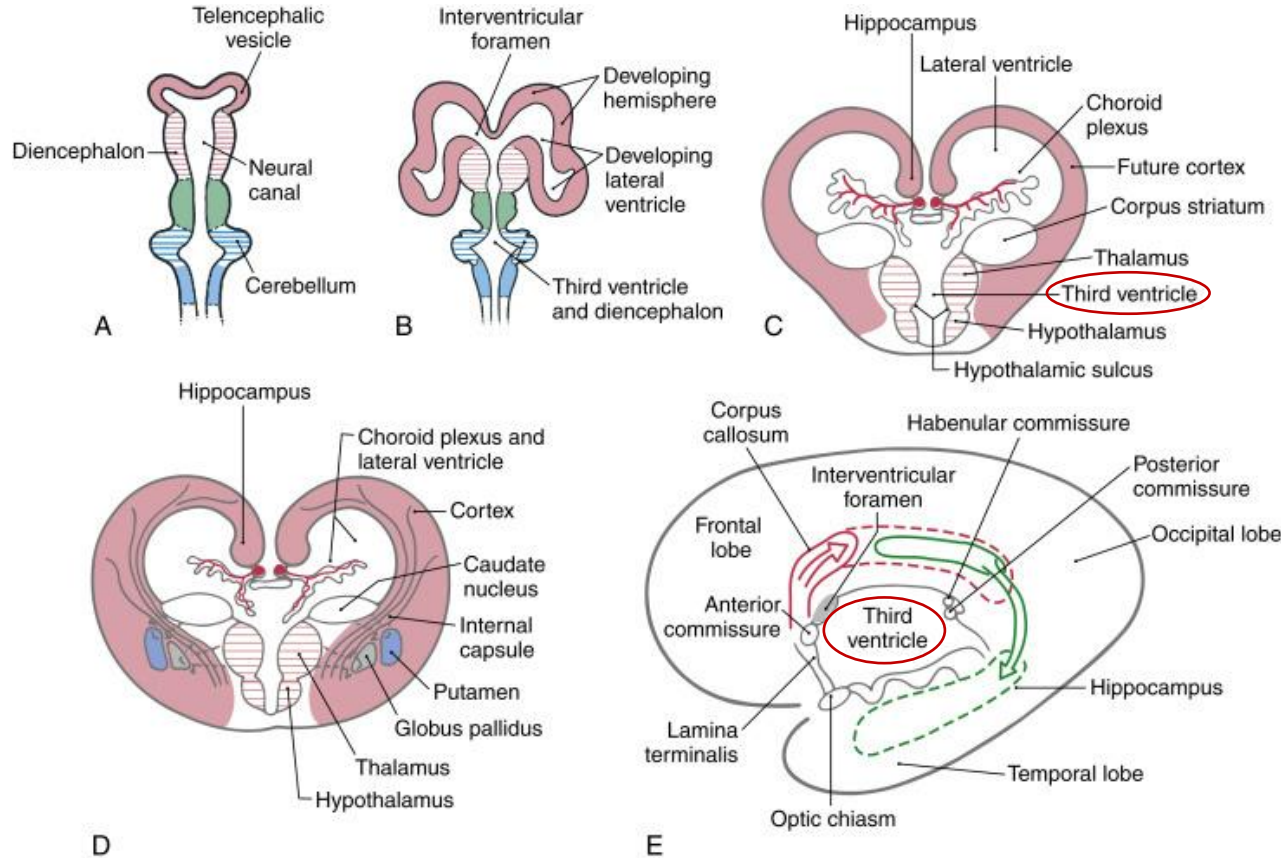 Telencephalic
vesicle
Diencephalon
Neural
canal
Cerebellum
A
Interventricular
foramen
Developing
hemisphere
Developing
lateral
ventricle
Third ventricle
and diencephalon
B
Hippocampus
Lateral ventricle
Choroid
plexus
Future cortex
Corpus striatum
Thalamus
Third ventricle
Hypothalamus
Hypothalamic sulcus
C
Hippocampus
Choroid plexus and
lateral ventricle
Cortex
Caudate
nucleus
Internal
capsule
Putamen
Globus pallidus
Thalamus
Hypothalamus
D
Corpus
callosum
Habenular commissure
Interventricular
foramen
Posterior
commissure
Frontal
lobe
Occipital lobe
Anterior
commissure
Third
ventricle
Hippocampus
Lamina
terminalis
Temporal lobe
Optic chiasm
E